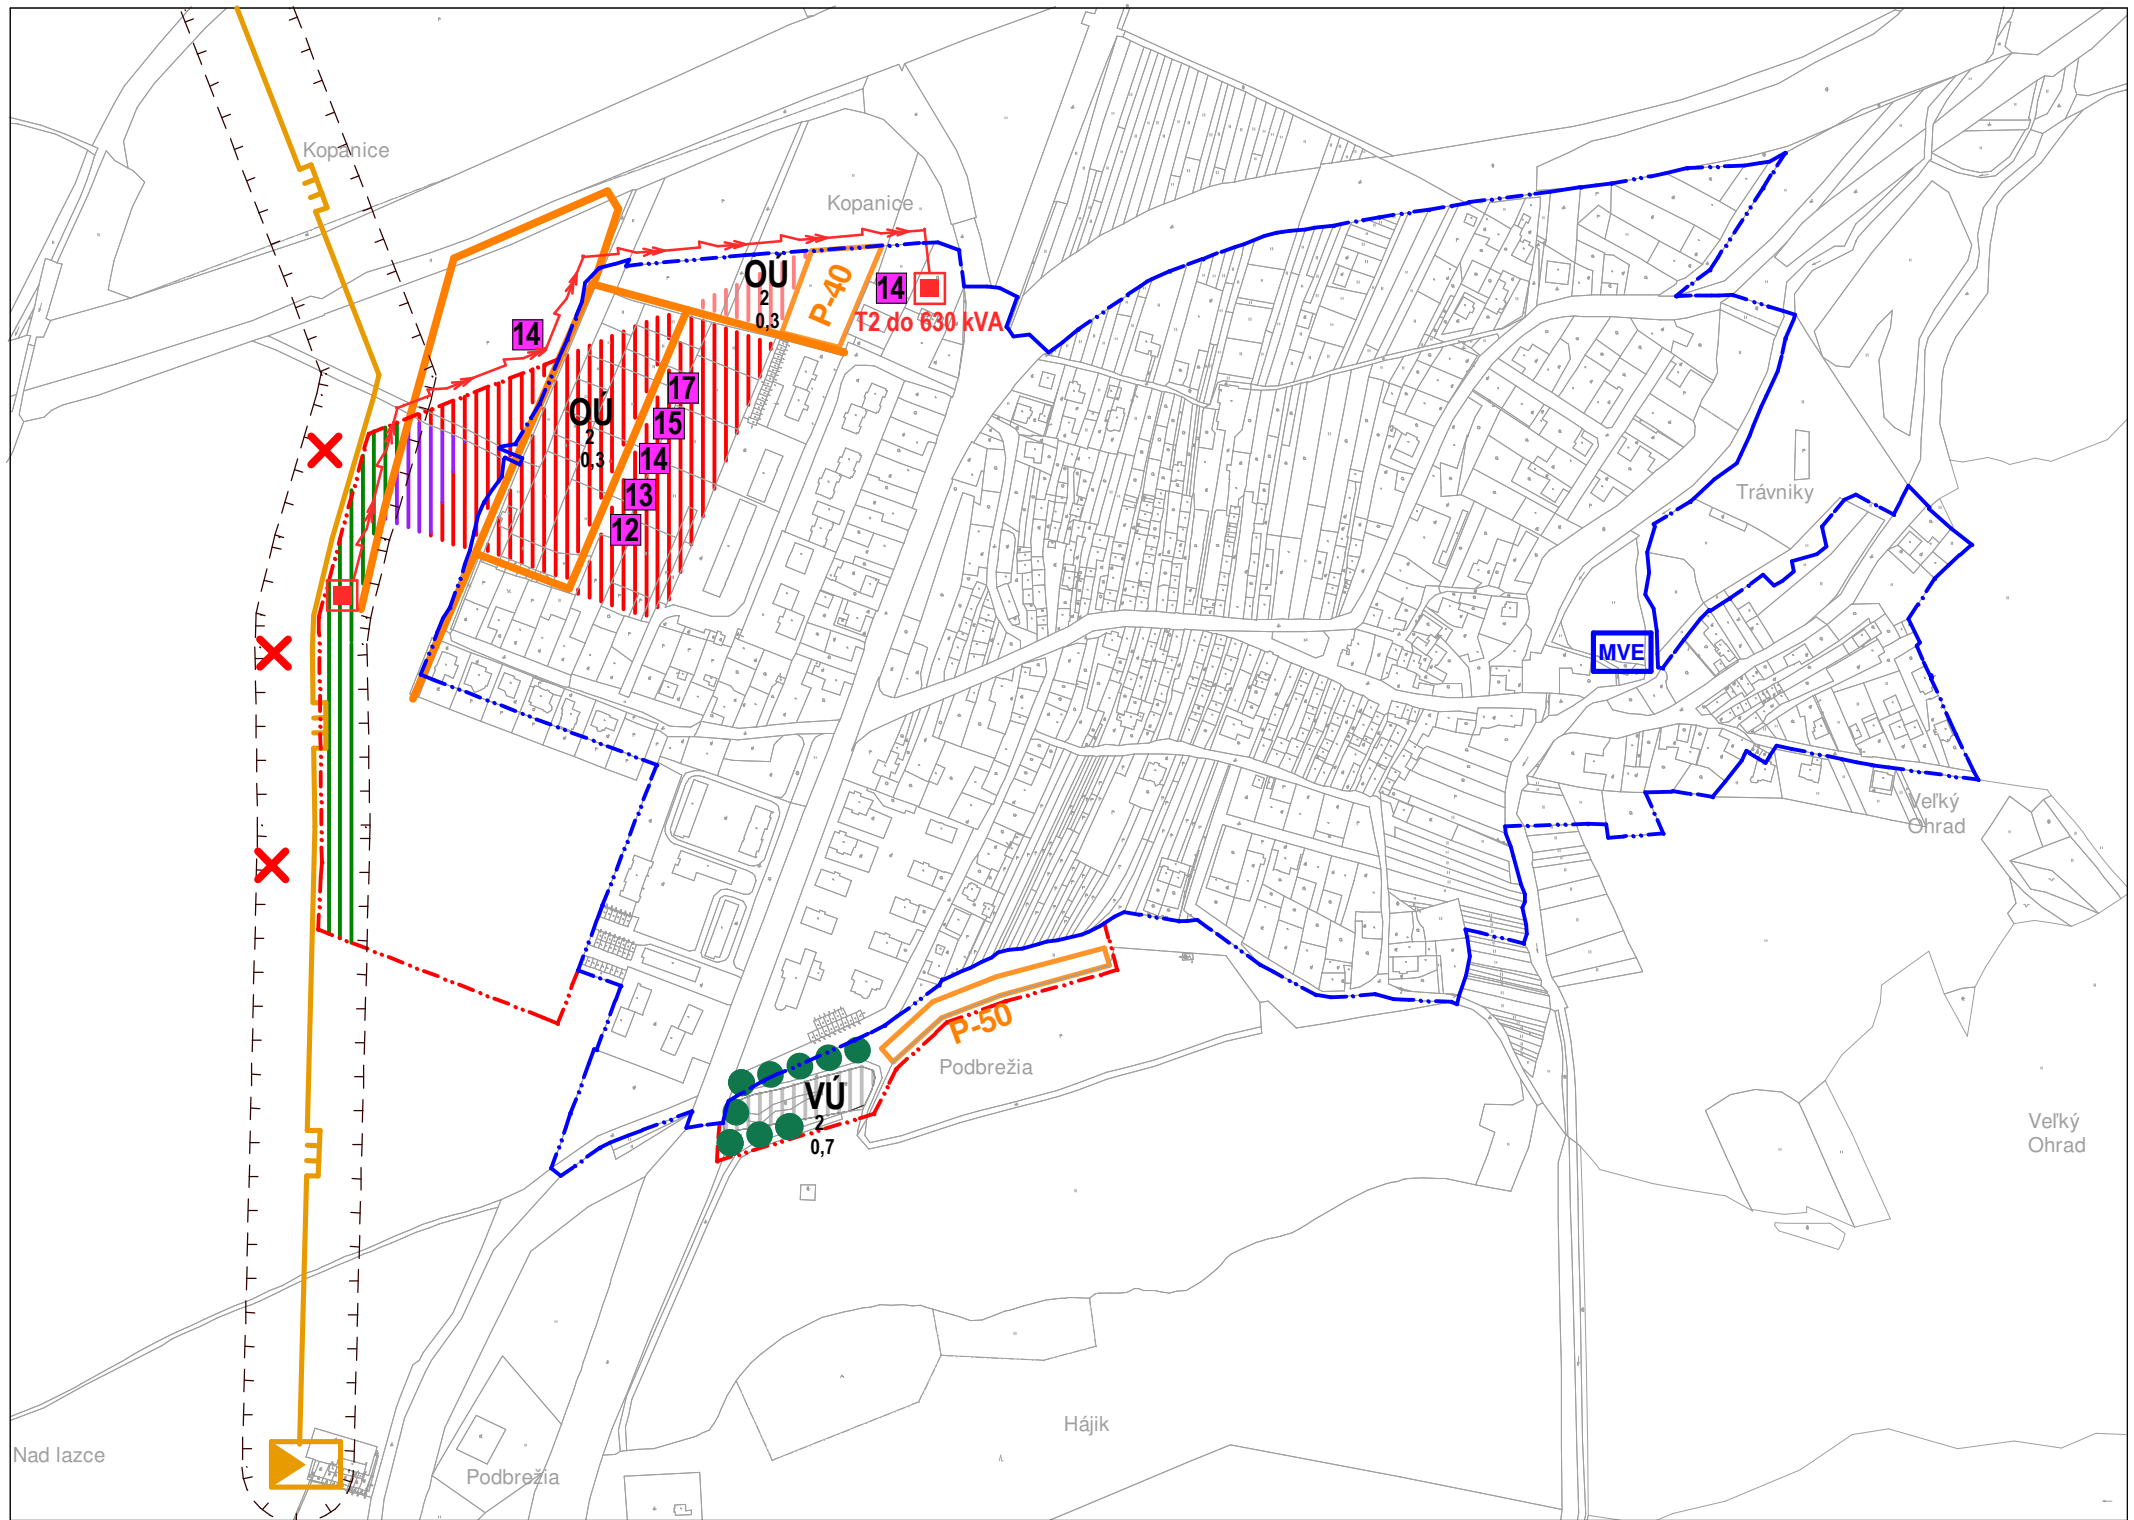 Kopanice
Kopanice
OÚ
2
0,3
P-40
14
T2 do 630 kVA
14
17
OÚ
2
0,3
15
14
13
12
Trávniky
MVE
Veľký
Ohrad
P-50
Podbrežia
VÚ
2
0,7
Veľký
Ohrad
Hájik
Nad lazce
Podbrežia